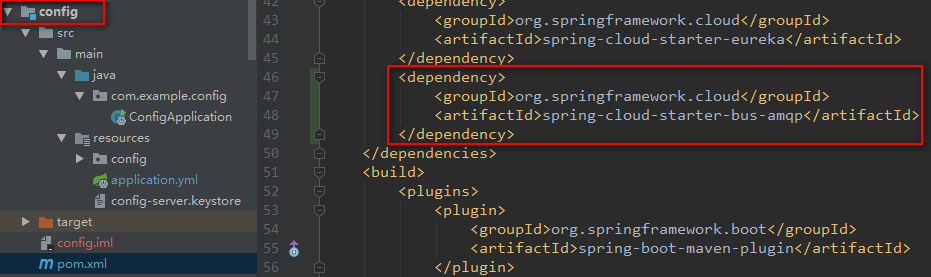 config
src
main
java
com.example.config
ConfigApplication
resources
config
application.yml
config-server.keystore
target
config.iml
pom.xml
42 <dependency>
43 <groupId>org.springframework.cloud</groupId>
44 <artifactId>spring-cloud-starter-eureka</artifactId>
45 </dependency>
46 <dependency>
47 <groupId>org.springframework.cloud</groupId>
48 <artifactId>spring-cloud-starter-bus-amqp</artifactId>
49 </dependency>
50 </dependencies>
51 <build>
52 <plugins>
53 <plugin>
54 <groupId>org.springframework.boot</groupId>
55 <artifactId>spring-boot-maven-plugin</artifactId>
56 </plugin>